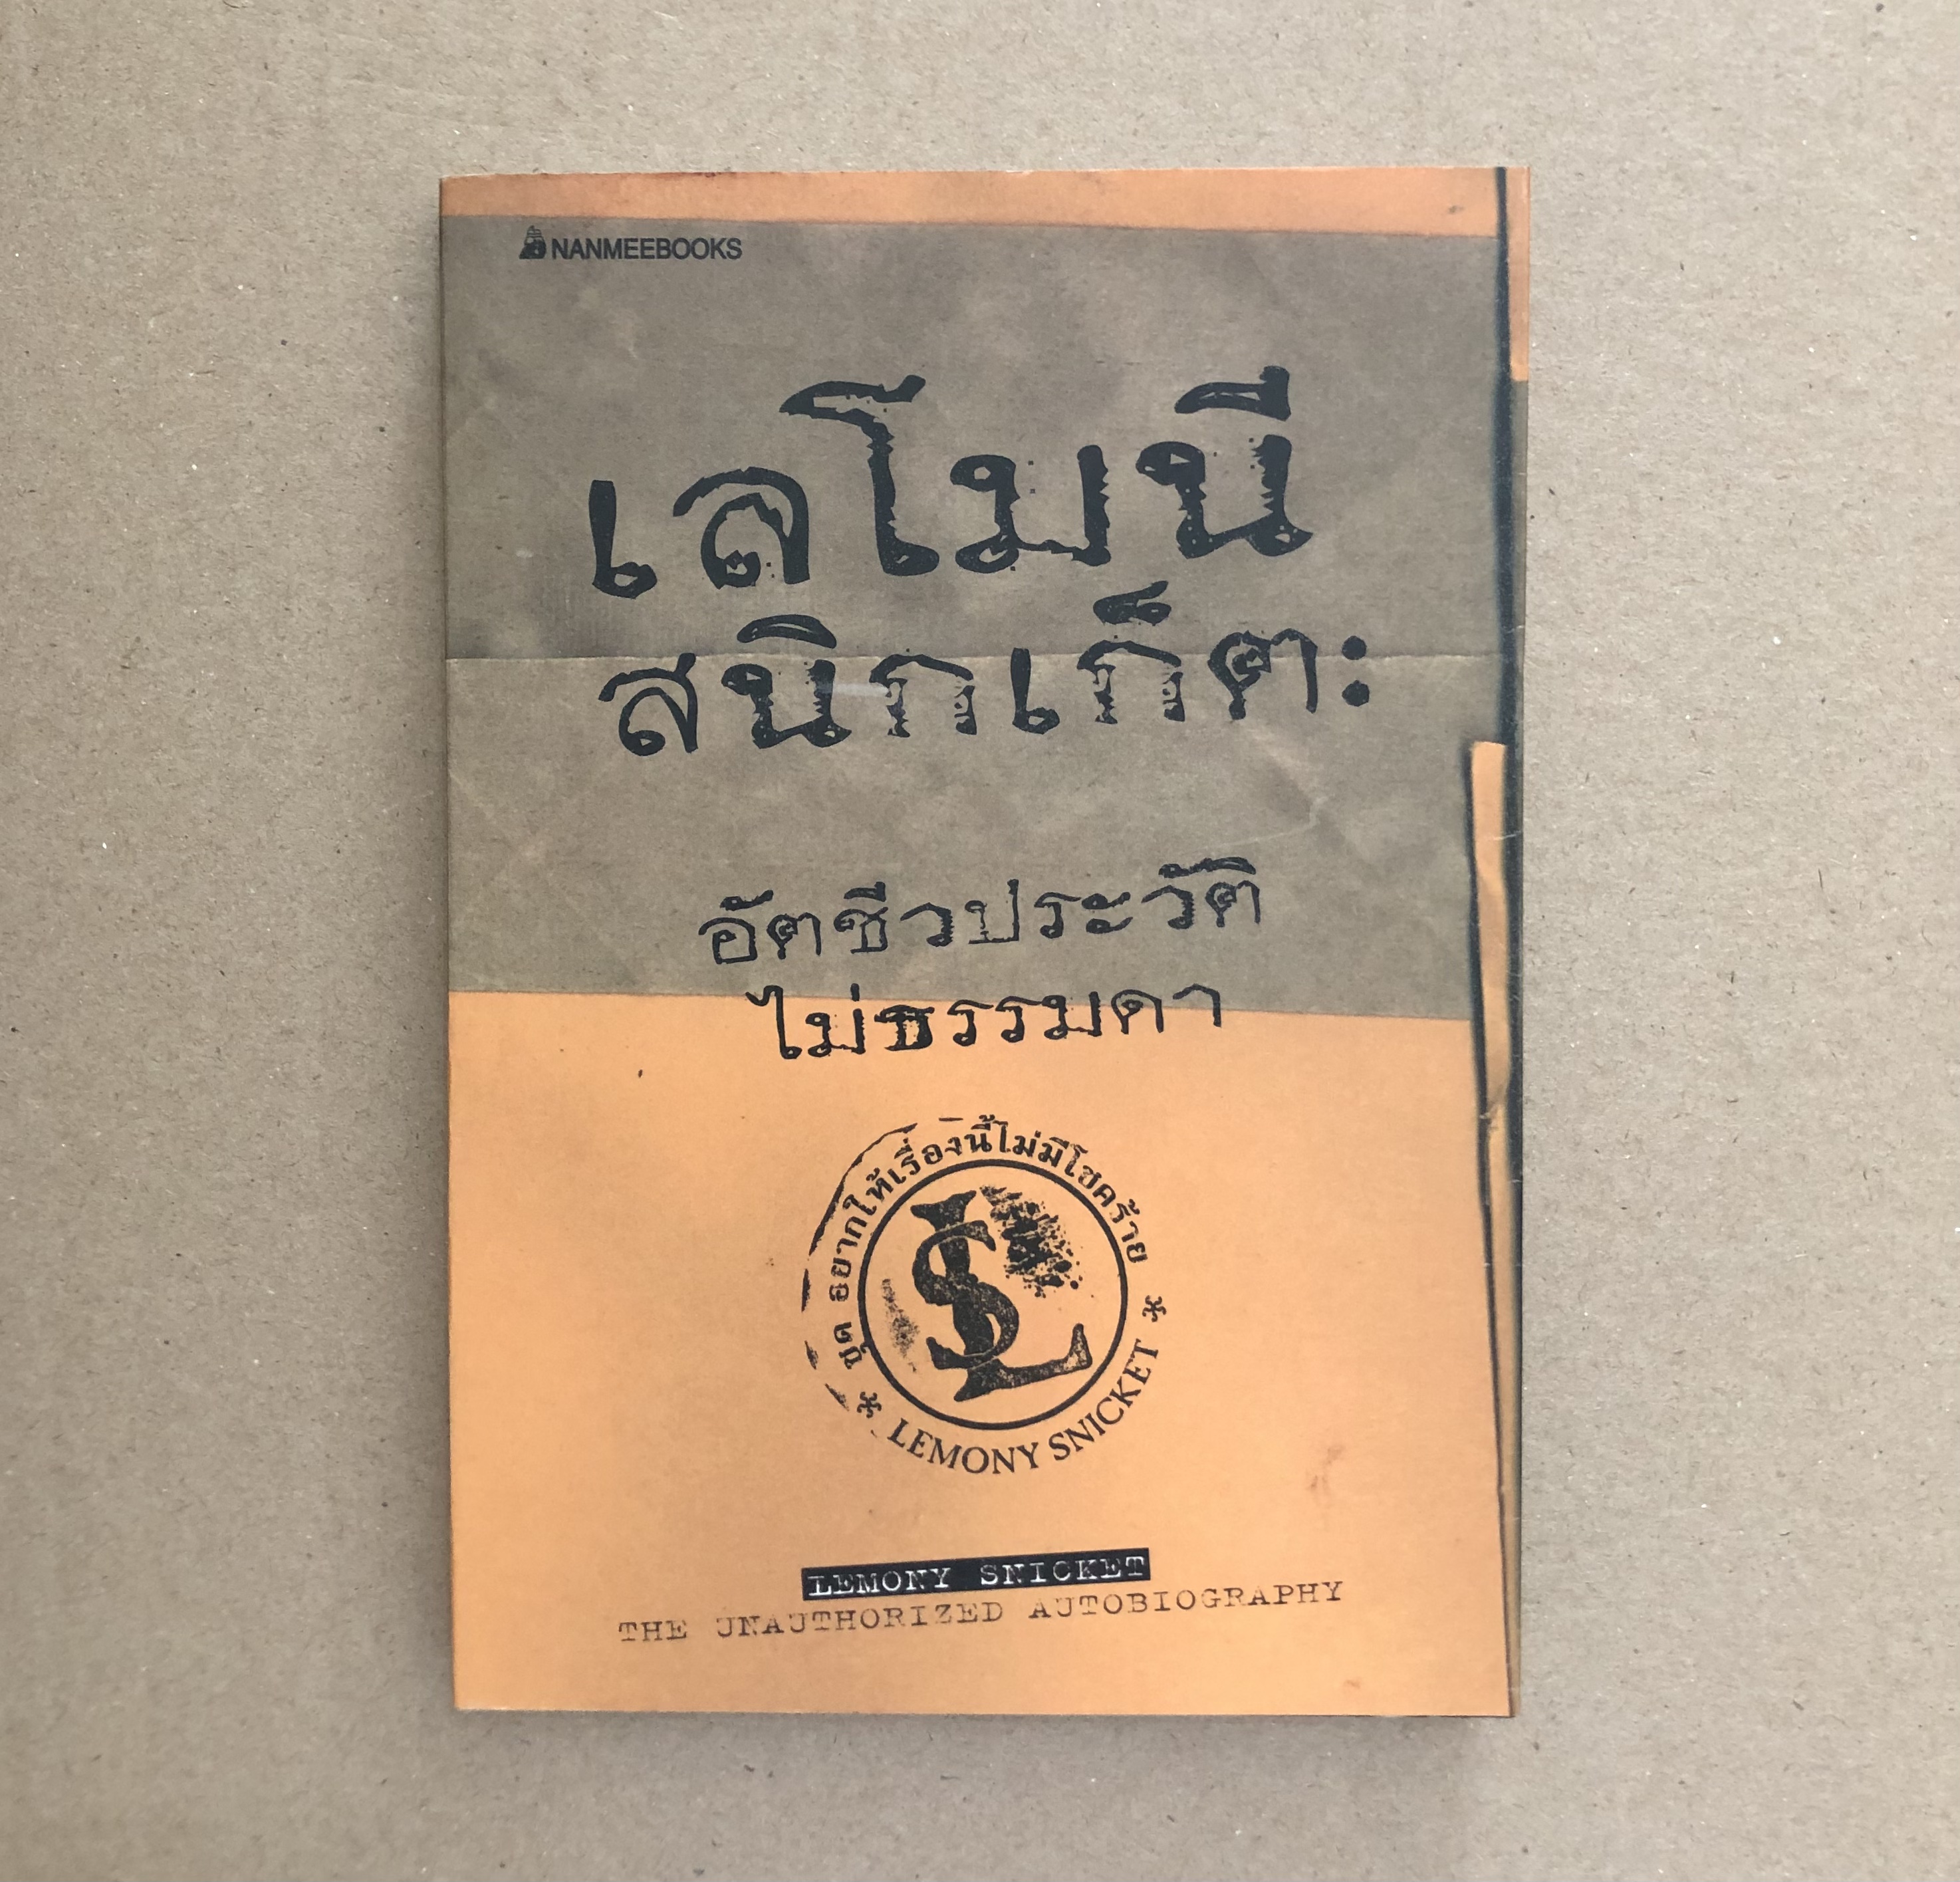 NANMEEBOOKS
เลโมนี
สนิกเก็ต:
อัตชีวประวัติ
ไม่ธรรมดา
อยากให้เรื่องนี้ไม่มีโชคร้าย
LS
LEMONY SNICKET
LEMONY SNICKET
THE UNAUTHORIZED AUTOBIOGRAPHY